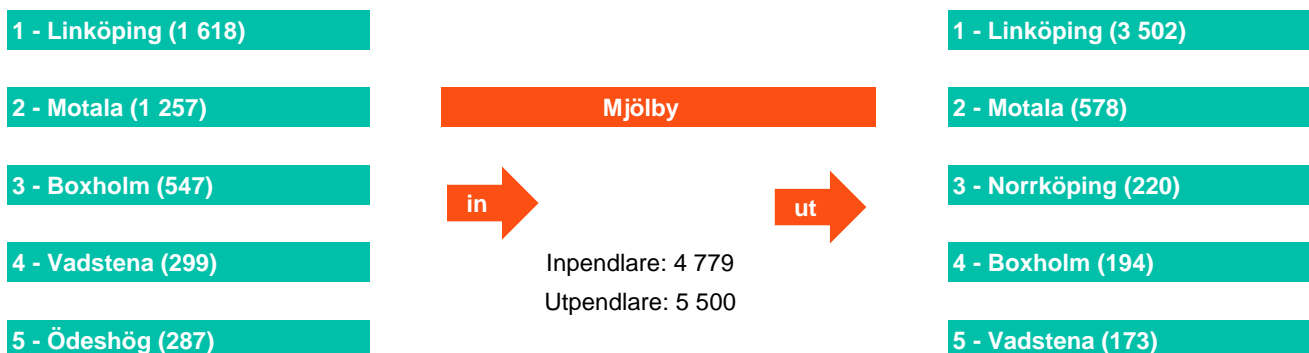 1 - Linköping (1 618)
2 - Motala (1 257)
3 - Boxholm (547)
4 - Vadstena (299)
5 - Ödeshög (287)
Mjölby
in
ut
Inpendlare: 4 779
Utpendlare: 5 500
1 - Linköping (3 502)
2 - Motala (578)
3 - Norrköping (220)
4 - Boxholm (194)
5 - Vadstena (173)